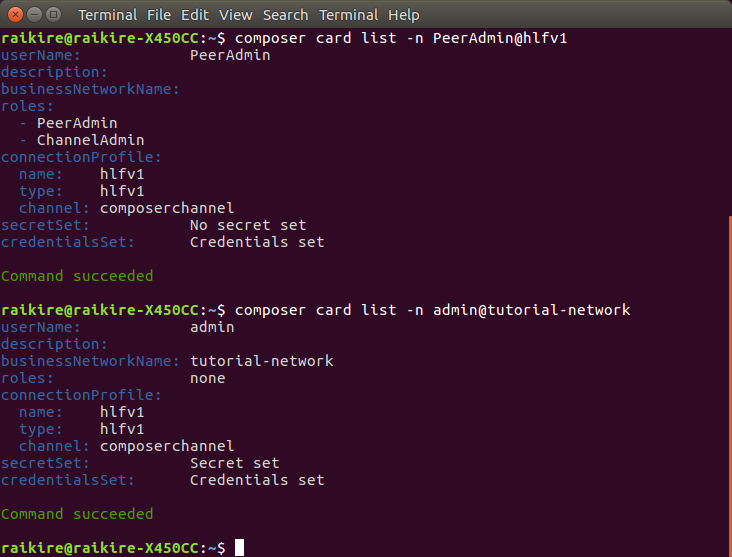 Terminal File Edit View Search Terminal Help
raikire@raikire-X450CC:~$ composer card list -n PeerAdmin@hlfv1
userName: PeerAdmin
description:
businessNetworkName:
roles:
- PeerAdmin
- ChannelAdmin
connectionProfile:
name: hlfv1
type: hlfv1
channel: composerchannel
secretSet: No secret set
credentialsSet: Credentials set
Command succeeded
raikire@raikire-X450CC:~$ composer card list -n admin@tutorial-network
userName: admin
description:
businessNetworkName: tutorial-network
roles: none
connectionProfile:
name: hlfv1
type: hlfv1
channel: composerchannel
secretSet: Secret set
credentialsSet: Credentials set
Command succeeded
raikire@raikire-X450CC:~$